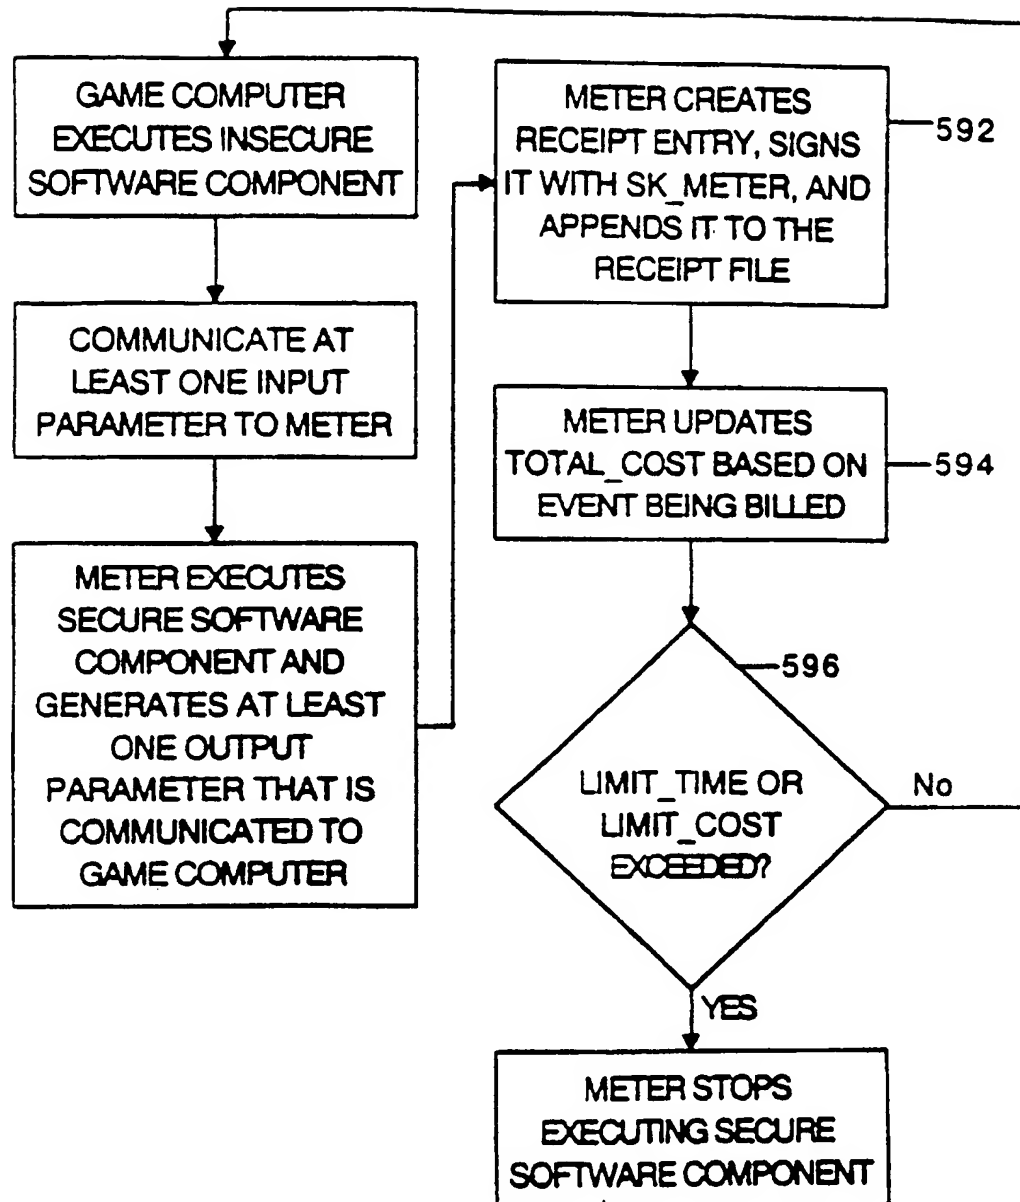 GAME COMPUTER
EXECUTES INSECURE
SOFTWARE COMPONENT
COMMUNICATE AT
LEAST ONE INPUT
PARAMETER TO METER
METER EXECUTES
SECURE SOFTWARE
COMPONENT AND
GENERATES AT LEAST
ONE OUTPUT
PARAMETER THAT IS
COMMUNICATED TO
GAME COMPUTER
METER CREATES
RECEIPT ENTRY, SIGNS
IT WITH SK_METER, AND
APPENDS IT TO THE
RECEIPT FILE
592
METER UPDATES
TOTAL_COST BASED ON
EVENT BEING BILLED
594
596
LIMIT_TIME OR
LIMIT_COST
EXCEEDED?
No
YES
METER STOPS
EXECUTING SECURE
SOFTWARE COMPONENT